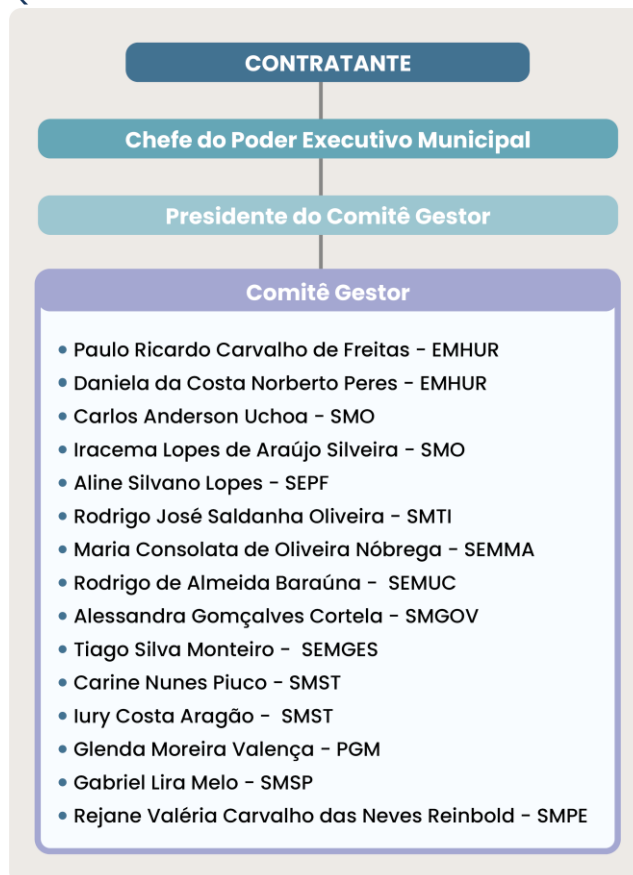 CONTRATANTE
Chefe do Poder Executivo Municipal
Presidente do Comitê Gestor
Comitê Gestor
• Paulo Ricardo Carvalho de Freitas - EMHUR
• Daniela da Costa Norberto Peres - EMHUR
• Carlos Anderson Uchoa - SMO
• Iracema Lopes de Araújo Silveira - SMO
• Aline Silvano Lopes - SEPF
• Rodrigo José Saldanha Oliveira - SMTI
• Maria Consolata de Oliveira Nóbrega - SEMMA
• Rodrigo de Almeida Baraúna - SEMUC
• Alessandra Gomçalves Cortela - SMGOV
• Tiago Silva Monteiro - SEMGES
• Carine Nunes Piuco - SMST
• Iury Costa Aragão - SMST
• Glenda Moreira Valença - PGM
• Gabriel Lira Melo - SMSP
• Rejane Valéria Carvalho das Neves Reinbold - SMPE